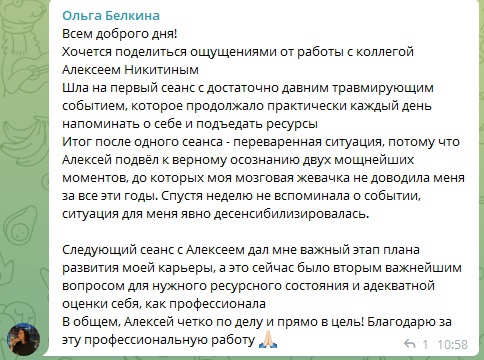 Ольга Белкина
Всем доброго дня!
Хочется поделиться ощущениями от работы с коллегой
Алексеем Никитиным
Шла на первый сеанс с достаточно давним травмирующим
событием, которое продолжало практически каждый день
напоминать о себе и подъедать ресурсы
Итог после одного сеанса - переваренная ситуация, потому что
Алексей подвёл к верному осознанию двух мощнейших
моментов, до которых моя мозговая жевачка не доводила меня
за все эти годы. Спустя неделю не вспоминала о событии,
ситуация для меня явно десенсибилизировалась.
Следующий сеанс с Алексеем дал мне важный этап плана
развития моей карьеры, а это сейчас было вторым важнейшим
вопросом для нужного ресурсного состояния и адекватной
оценки себя, как профессионала
В общем, Алексей четко по делу и прямо в цель! Благодарю за
эту профессиональную работу 🙏🏻
1 10:58